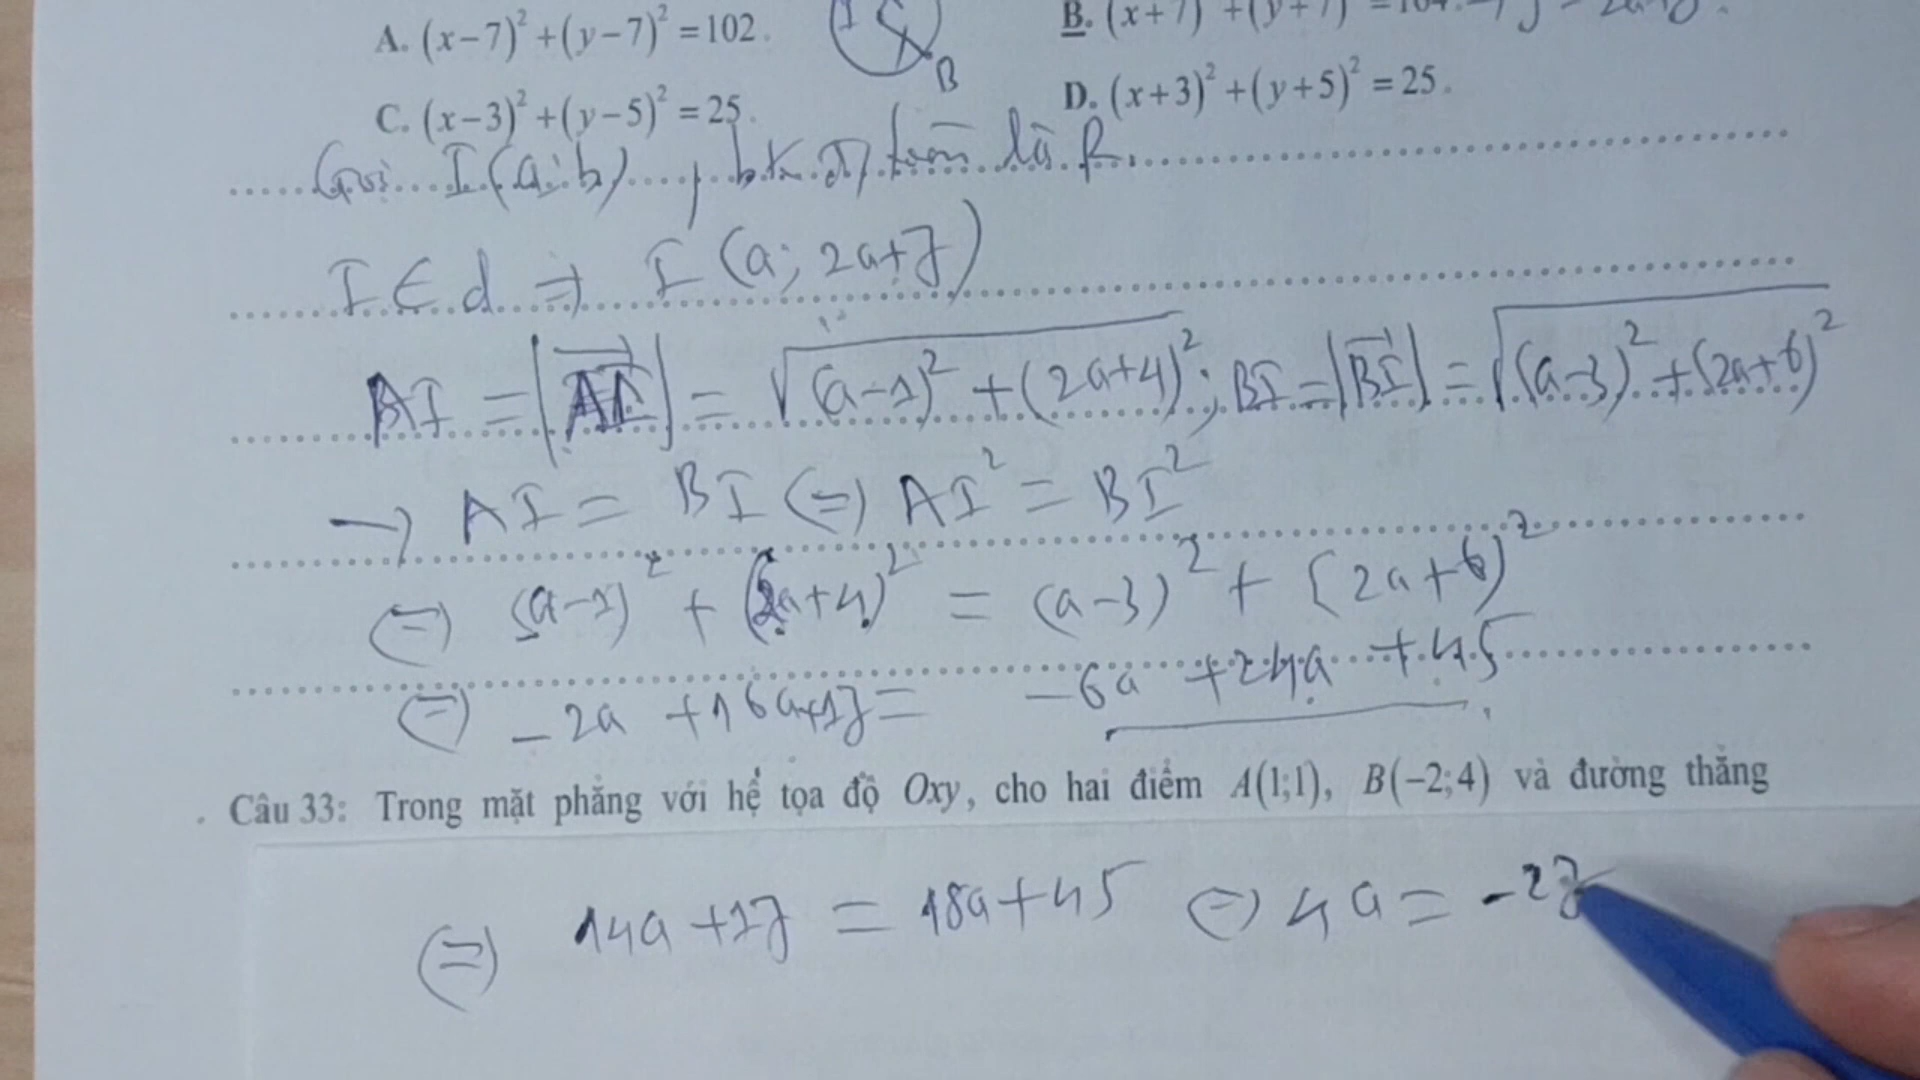 A. (x−7)² + (y−7)² = 102.
B. (x+7)² + (y+7)² = 164.
B
C. (x−3)² + (y−5)² = 25.
D. (x+3)² + (y+5)² = 25.
Gọi I(a; b), bk đ tròn là R.
I ∈ d ⇒ I (a; 2a+7)
AI = |AI| = √(a−1)² + (2a+4)² ; BI = |BI| = √(a−3)² + (2a+6)²
→ AI = BI ⇔ AI² = BI²
⇔ (a−1)² + (2a+4)² = (a−3)² + (2a+6)²
⇔ −2a + 16a + 17 = −6a + 24a + 45
Câu 33: Trong mặt phẳng với hệ tọa độ Oxy, cho hai điểm A(1;1), B(−2;4) và đường thẳng
⇔ 14a + 17 = 18a + 45 ⇔ 4a = −27